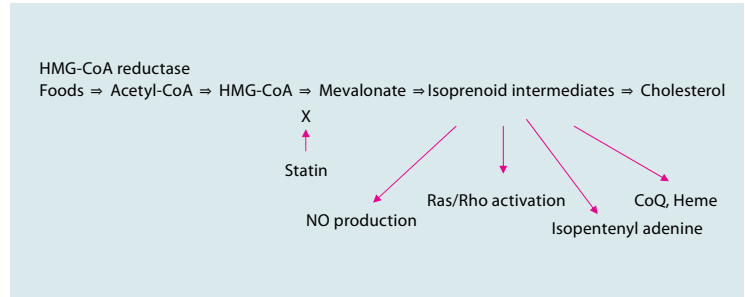 HMG-CoA reductase
Foods ⇒ Acetyl-CoA ⇒ HMG-CoA ⇒ Mevalonate ⇒Isoprenoid intermediates ⇒ Cholesterol
X
Statin
NO production
Ras/Rho activation
CoQ, Heme
Isopentenyl adenine